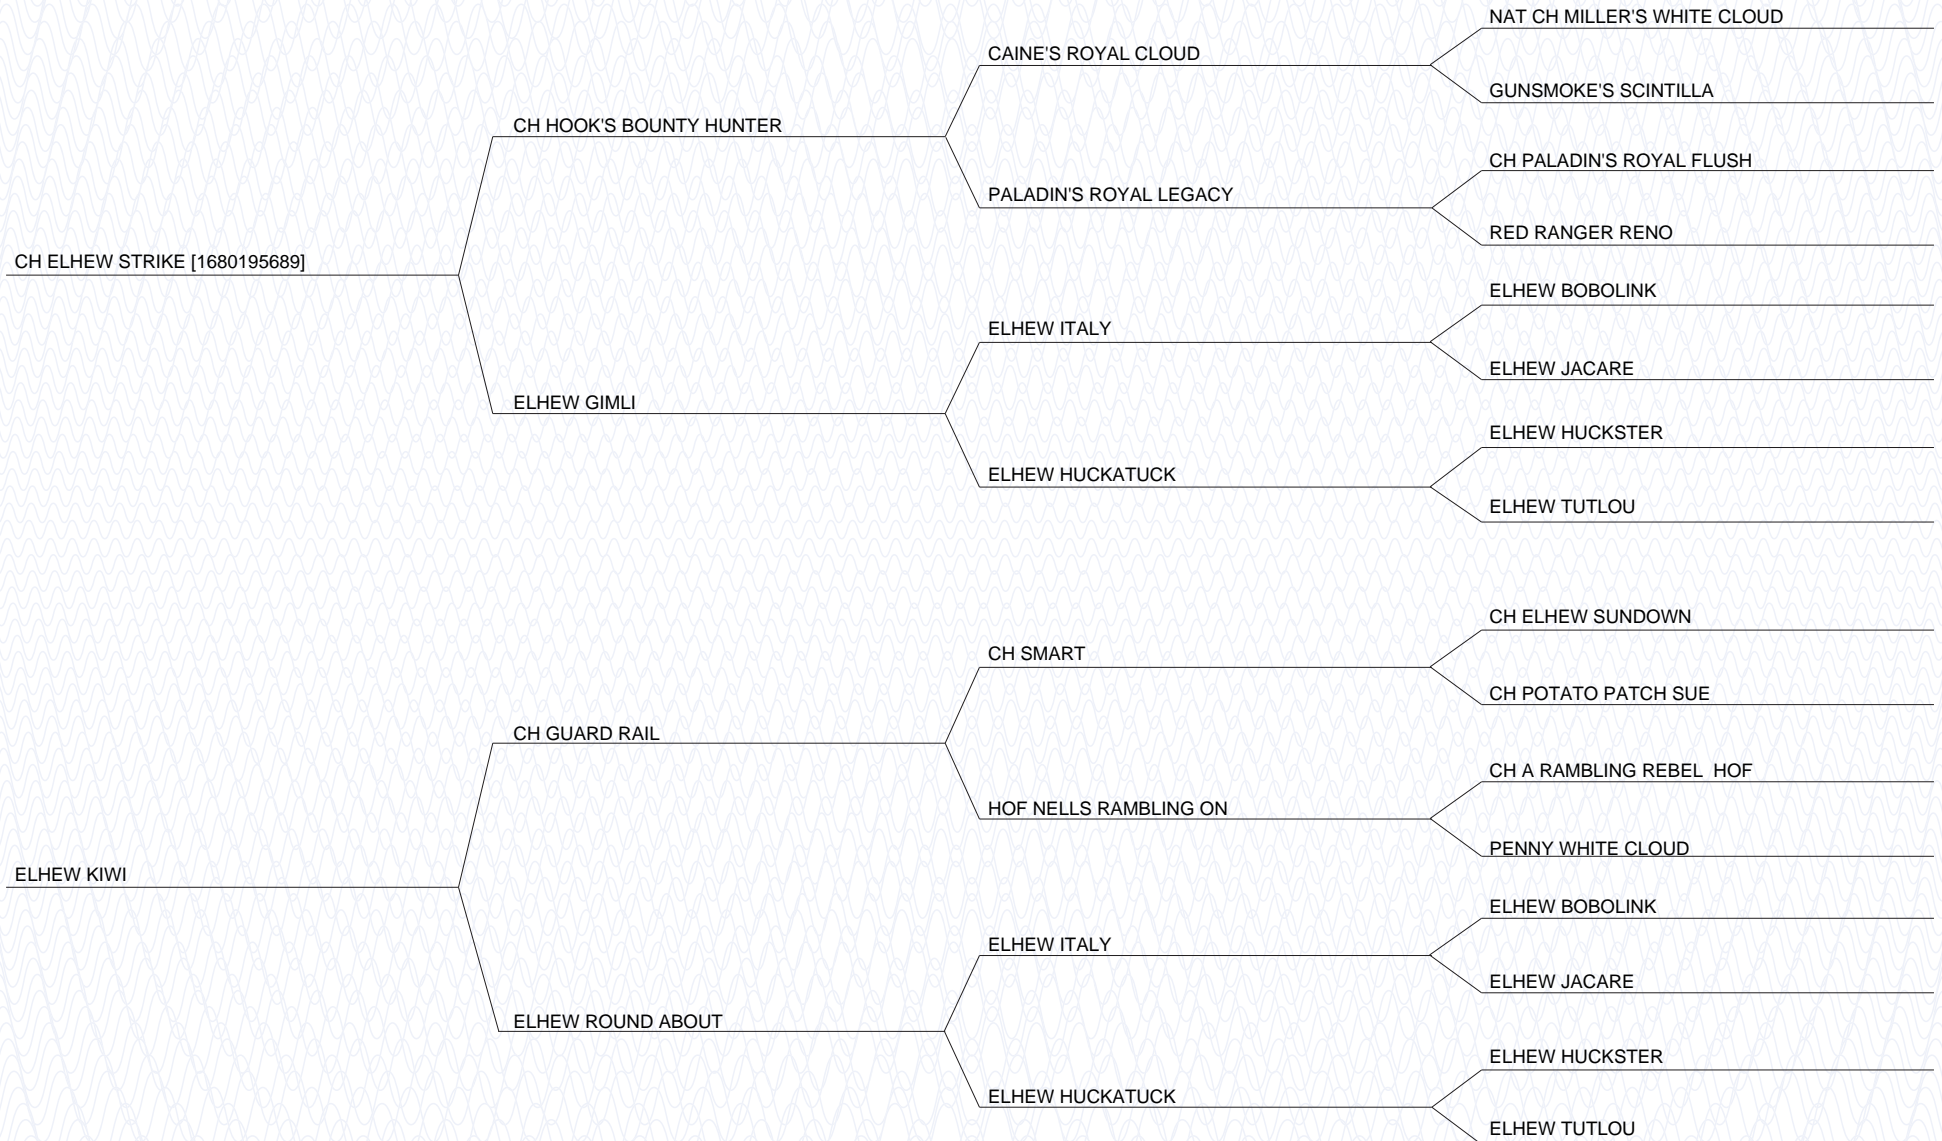 NAT CH MILLER'S WHITE CLOUD
CAINE'S ROYAL CLOUD
GUNSMOKE'S SCINTILLA
CH HOOK'S BOUNTY HUNTER
CH PALADIN'S ROYAL FLUSH
PALADIN'S ROYAL LEGACY
RED RANGER RENO
CH ELHEW STRIKE [1680195689]
ELHEW BOBOLINK
ELHEW ITALY
ELHEW JACARE
ELHEW GIMLI
ELHEW HUCKSTER
ELHEW HUCKATUCK
ELHEW TUTLOU
CH ELHEW SUNDOWN
CH SMART
CH POTATO PATCH SUE
CH GUARD RAIL
CH A RAMBLING REBEL  HOF
HOF NELLS RAMBLING ON
PENNY WHITE CLOUD
ELHEW KIWI
ELHEW BOBOLINK
ELHEW ITALY
ELHEW JACARE
ELHEW ROUND ABOUT
ELHEW HUCKSTER
ELHEW HUCKATUCK
ELHEW TUTLOU